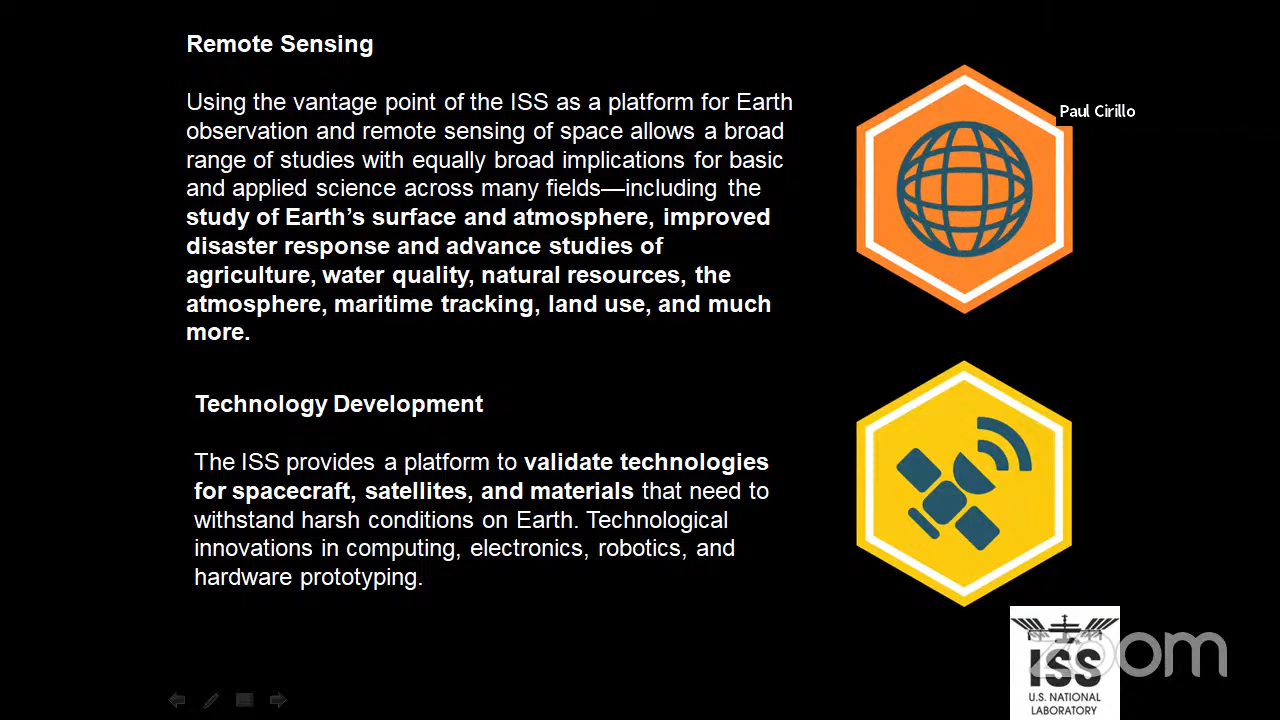 Remote Sensing
Using the vantage point of the ISS as a platform for Earth
observation and remote sensing of space allows a broad
range of studies with equally broad implications for basic
and applied science across many fields—including the
study of Earth's surface and atmosphere, improved
disaster response and advance studies of
agriculture, water quality, natural resources, the
atmosphere, maritime tracking, land use, and much
more.
Paul Cirillo
Technology Development
The ISS provides a platform to validate technologies
for spacecraft, satellites, and materials that need to
withstand harsh conditions on Earth. Technological
innovations in computing, electronics, robotics, and
hardware prototyping.
ISS
U.S. NATIONAL
LABORATORY
zoom